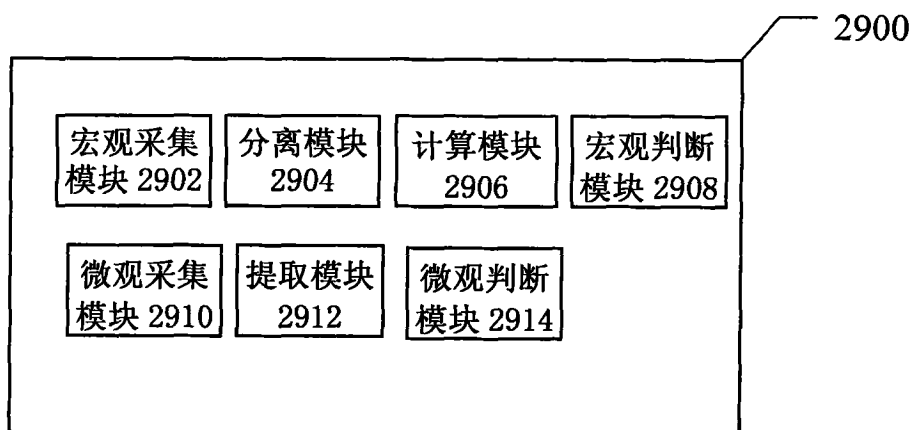 2900
宏观采集
模块 2902
分离模块
2904
计算模块
2906
宏观判断
模块 2908
微观采集
模块 2910
提取模块
2912
微观判断
模块 2914